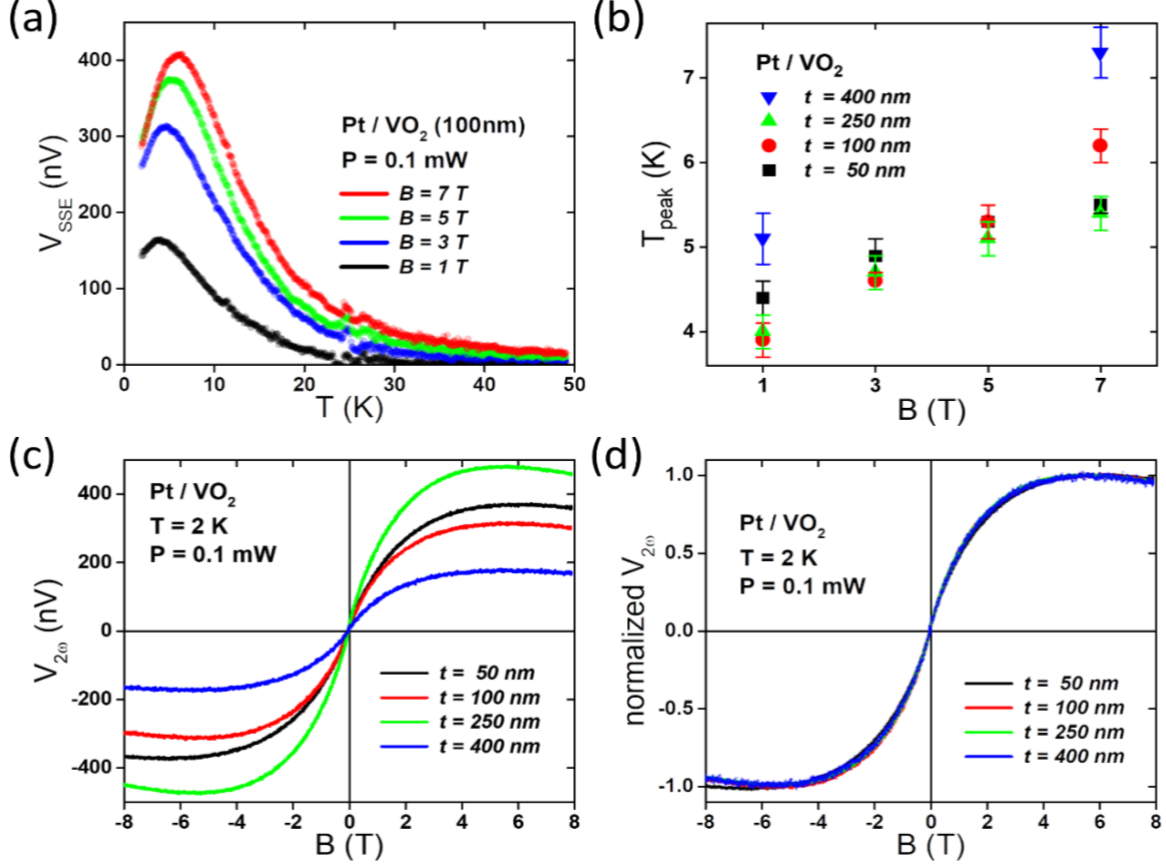 (a)
400
300
200
100
0
V_SSE (nV)
Pt / VO₂ (100nm)
P = 0.1 mW
B = 7 T
B = 5 T
B = 3 T
B = 1 T
0 10 20 30 40 50
T (K)
(b)
7
6
5
4
T_peak (K)
Pt / VO₂
t = 400 nm
t = 250 nm
t = 100 nm
t = 50 nm
1 3 5 7
B (T)
(c)
400
200
0
-200
-400
V_2ω (nV)
Pt / VO₂
T = 2 K
P = 0.1 mW
t = 50 nm
t = 100 nm
t = 250 nm
t = 400 nm
-8 -6 -4 -2 0 2 4 6 8
B (T)
(d)
1.0
0.5
0.0
-0.5
-1.0
normalized V_2ω
Pt / VO₂
T = 2 K
P = 0.1 mW
t = 50 nm
t = 100 nm
t = 250 nm
t = 400 nm
-8 -6 -4 -2 0 2 4 6 8
B (T)